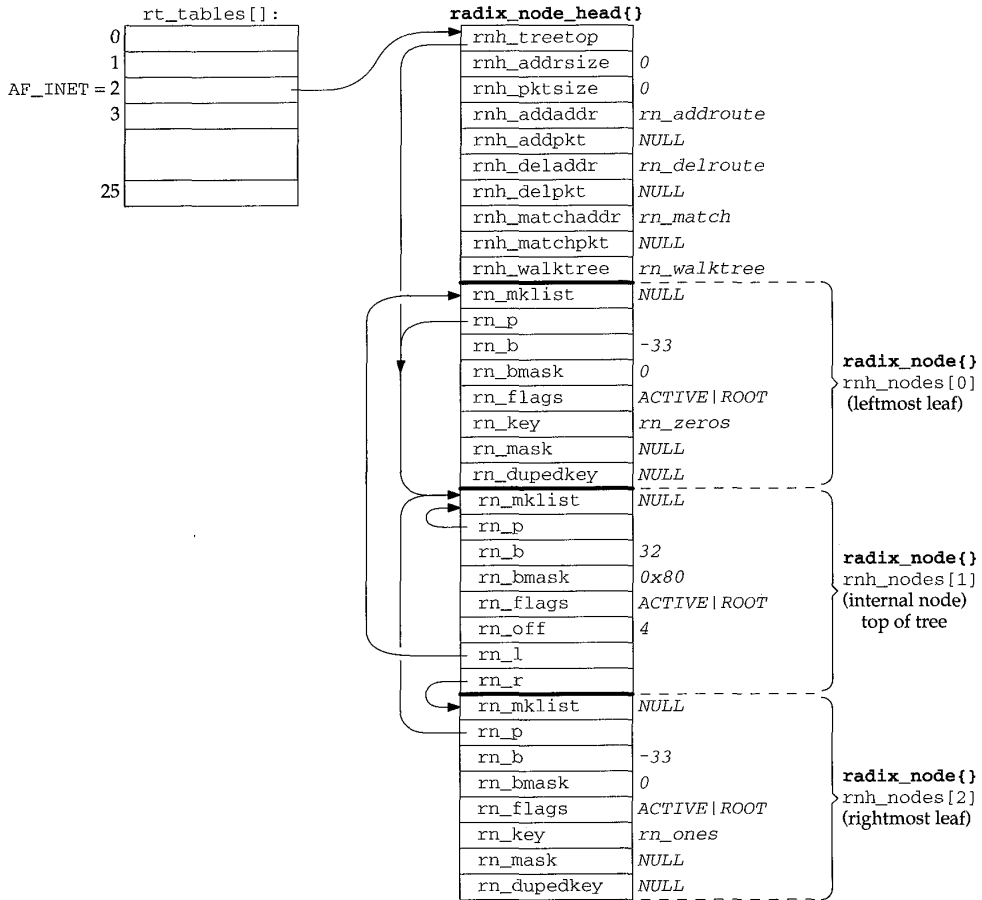 rt_tables[]:
radix_node_head{}
0
rnh_treetop
1
rnh_addrsize 0
AF_INET = 2
rnh_pktsize 0
3
rnh_addaddr rn_addroute
rnh_addpkt NULL
rnh_deladdr rn_delroute
25
rnh_delpkt NULL
rnh_matchaddr rn_match
rnh_matchpkt NULL
rnh_walktree rn_walktree
rn_mklist NULL
rn_p
rn_b -33
rn_bmask 0
rn_flags ACTIVE|ROOT
rn_key rn_zeros
rn_mask NULL
rn_dupedkey NULL
radix_node{}
rnh_nodes[0]
(leftmost leaf)
rn_mklist NULL
rn_p
rn_b 32
rn_bmask 0x80
rn_flags ACTIVE|ROOT
rn_off 4
rn_l
rn_r
radix_node{}
rnh_nodes[1]
(internal node)
top of tree
rn_mklist NULL
rn_p
rn_b -33
rn_bmask 0
rn_flags ACTIVE|ROOT
rn_key rn_ones
rn_mask NULL
rn_dupedkey NULL
radix_node{}
rnh_nodes[2]
(rightmost leaf)